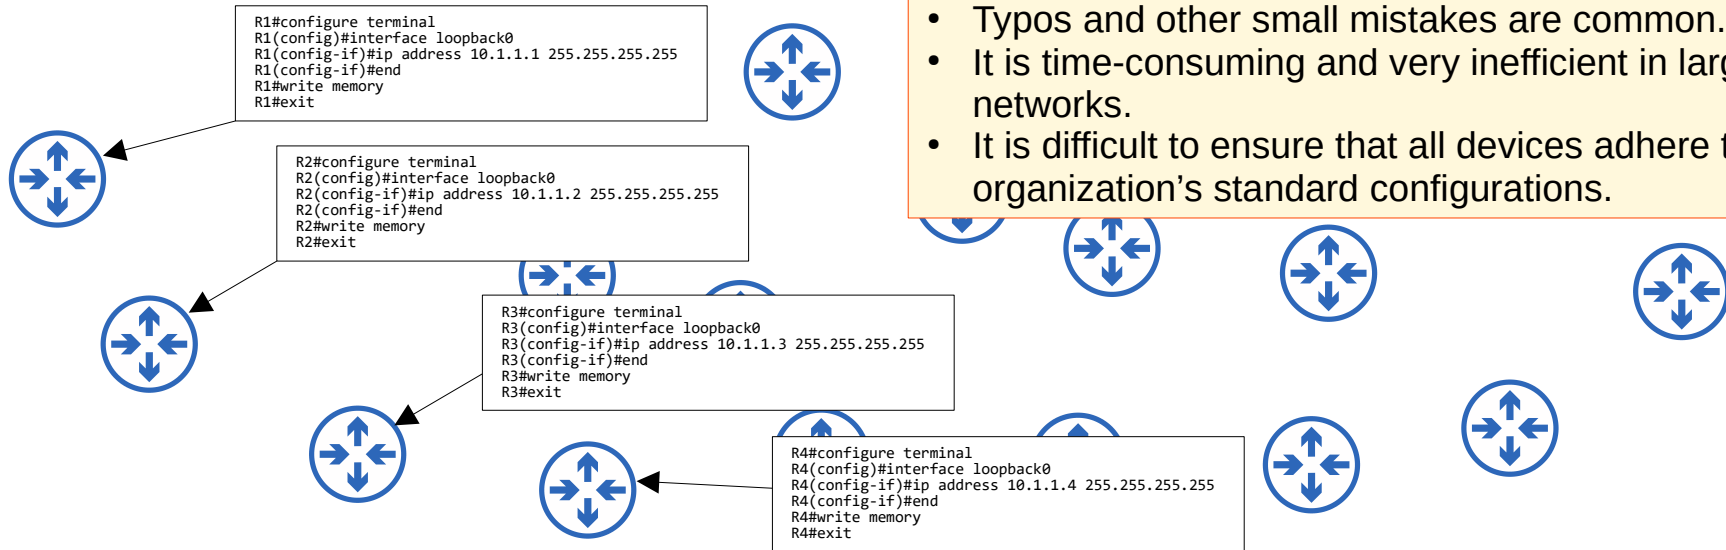 R1#configure terminal
R1(config)#interface loopback0
R1(config-if)#ip address 10.1.1.1 255.255.255.255
R1(config-if)#end
R1#write memory
R1#exit
• Typos and other small mistakes are common.
• It is time-consuming and very inefficient in
networks.
• It is difficult to ensure that all devices adhere
organization’s standard configurations.
R2#configure terminal
R2(config)#interface loopback0
R2(config-if)#ip address 10.1.1.2 255.255.255.255
R2(config-if)#end
R2#write memory
R2#exit
R3#configure terminal
R3(config)#interface loopback0
R3(config-if)#ip address 10.1.1.3 255.255.255.255
R3(config-if)#end
R3#write memory
R3#exit
R4#configure terminal
R4(config)#interface loopback0
R4(config-if)#ip address 10.1.1.4 255.255.255.255
R4(config-if)#end
R4#write memory
R4#exit